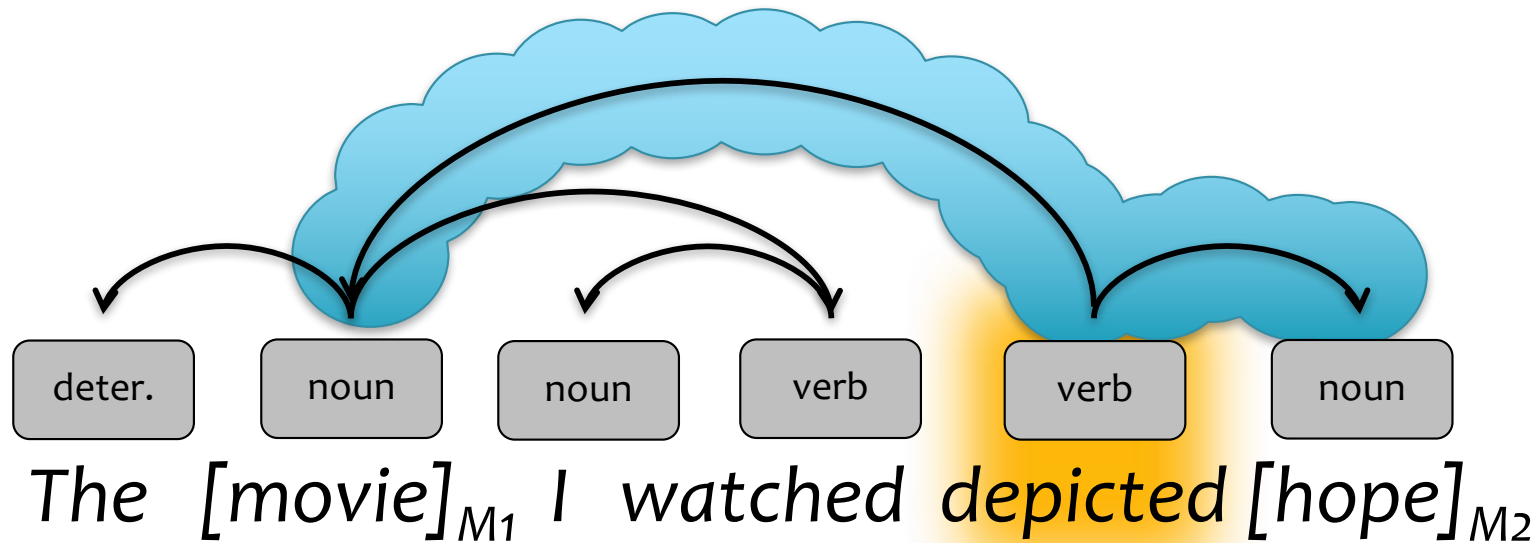 deter. noun noun verb verb noun
The [movie]M1 I watched depicted [hope]M2